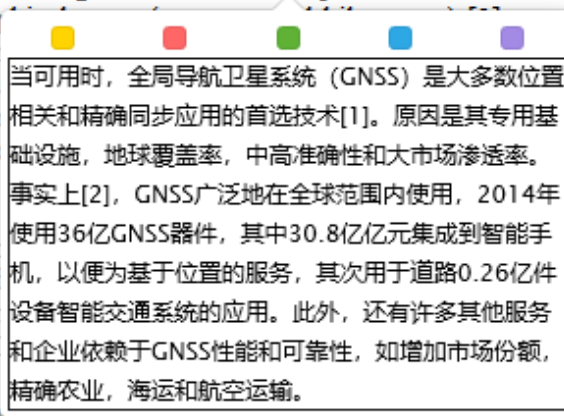 当可用时，全局导航卫星系统（GNSS）是大多数位置
相关和精确同步应用的首选技术[1]。原因是其专用基
础设施，地球覆盖率，中高准确性和大市场渗透率。
事实上[2]，GNSS广泛地在全球范围内使用，2014年
使用36亿GNSS器件，其中30.8亿亿元集成到智能手
机，以便为基于位置的服务，其次用于道路0.26亿件
设备智能交通系统的应用。此外，还有许多其他服务
和企业依赖于GNSS性能和可靠性，如增加市场份额，
精确农业，海运和航空运输。